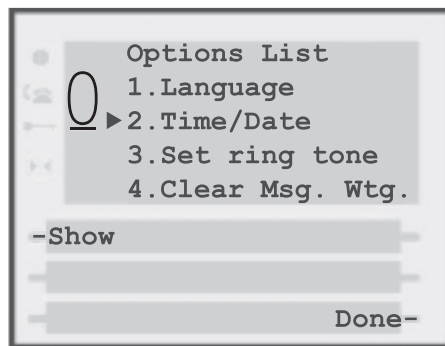 Options List
1.Language
▶2.Time/Date
3.Set ring tone
4.Clear Msg. Wtg.
-Show
Done-